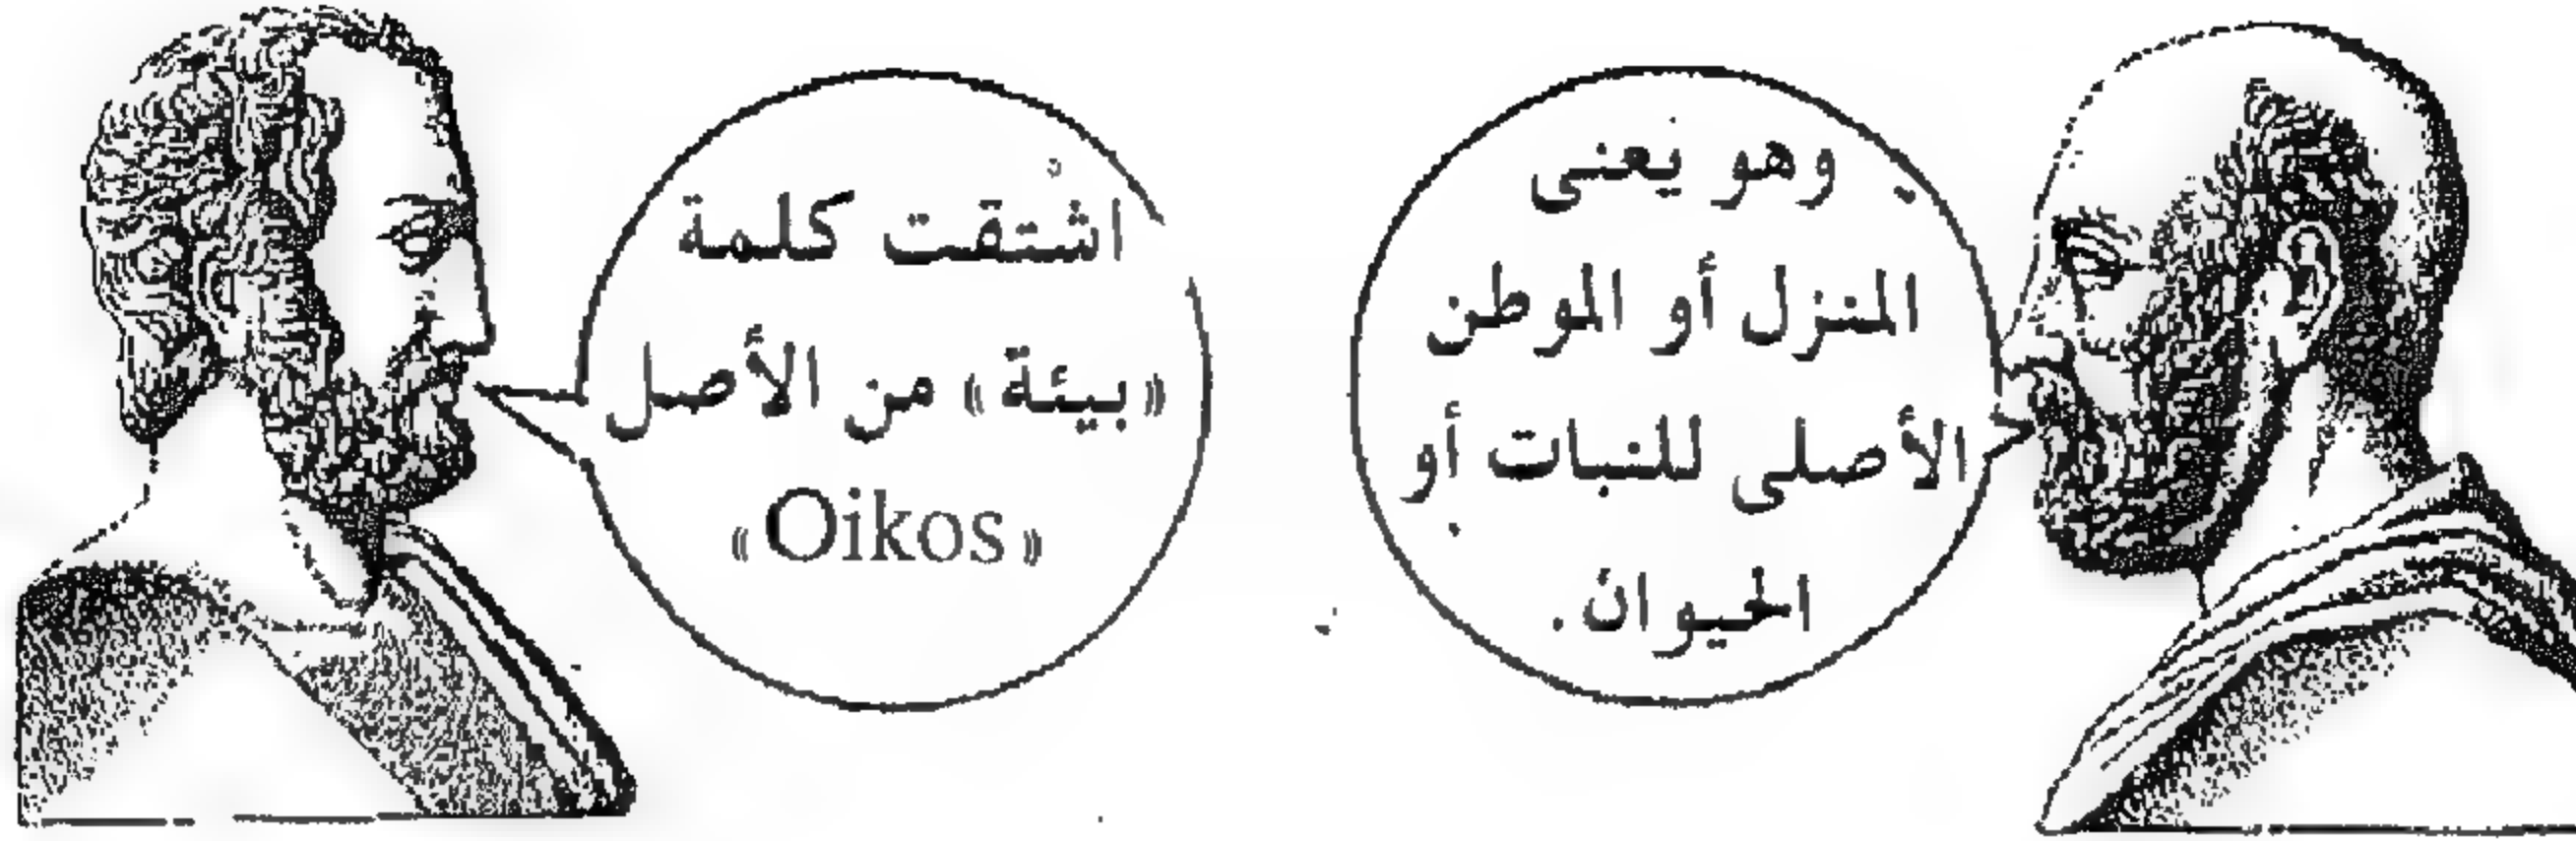 اشتقت كلمة
«بيئة» من الأصل
«Oikos»
وهو يعنى
المنزل أو الموطن
الأصلى للنبات أو
الحيوان.